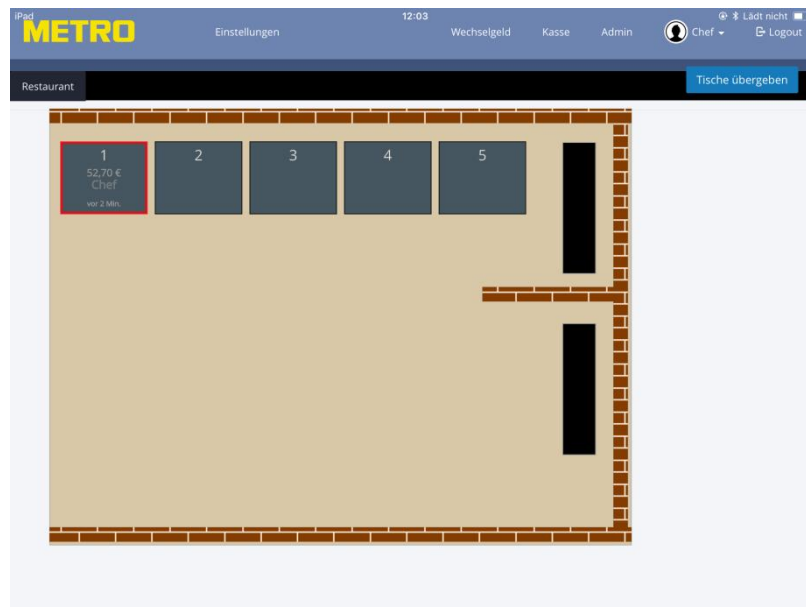 iPad
12:03
Lädt nicht
METRO
Einstellungen
Wechselgeld
Kasse
Admin
Chef
Logout
Restaurant
Tische übergeben
1
52,70 €
Chef
vor 2 Min.
2
3
4
5